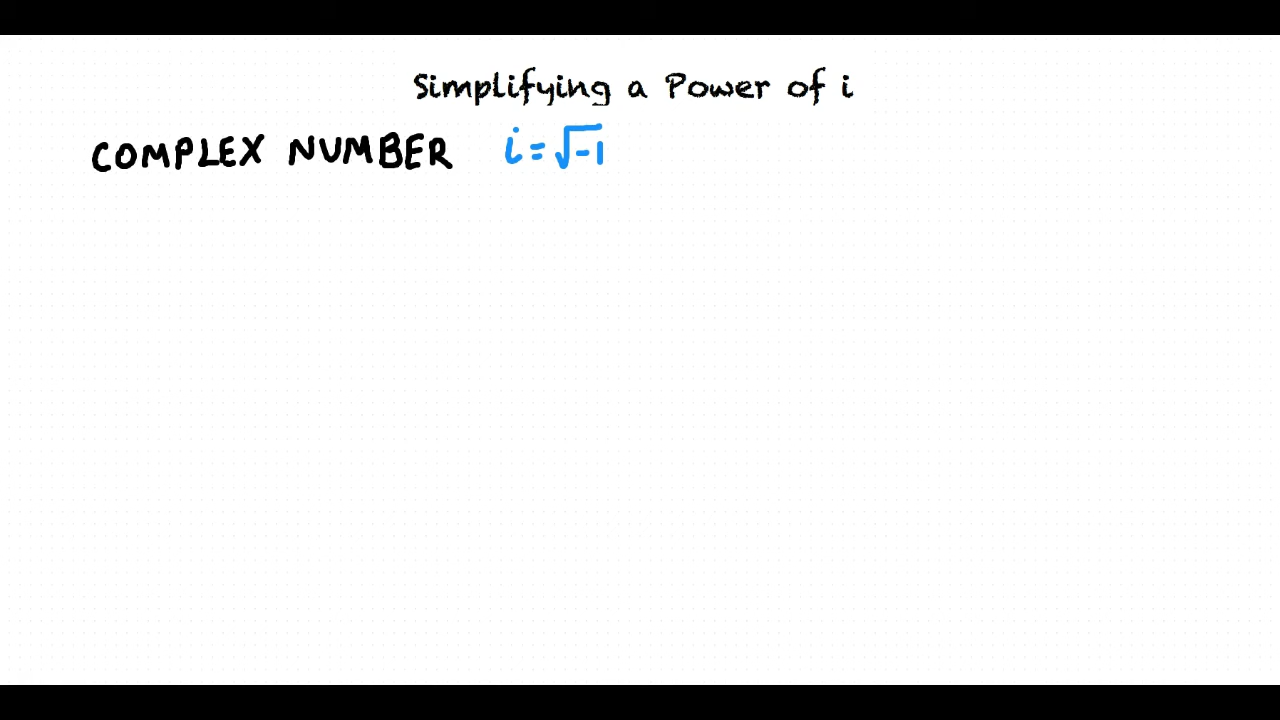 Simplifying a Power of i
COMPLEX NUMBER i = √-1